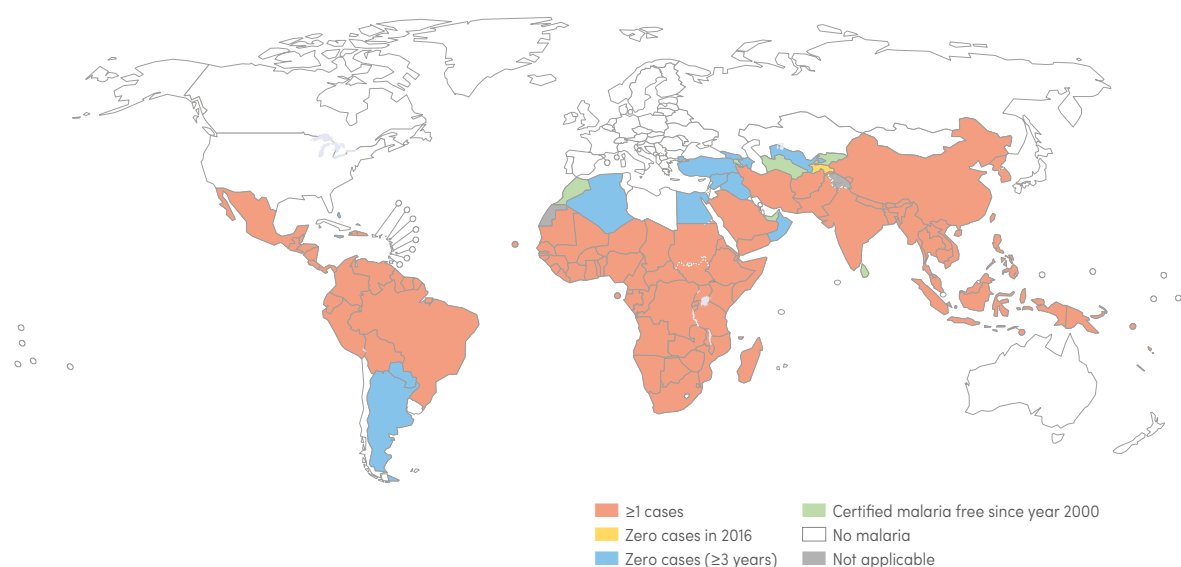 ≥1 cases
Zero cases in 2016
Zero cases (≥3 years)
Certified malaria free since year 2000
No malaria
Not applicable